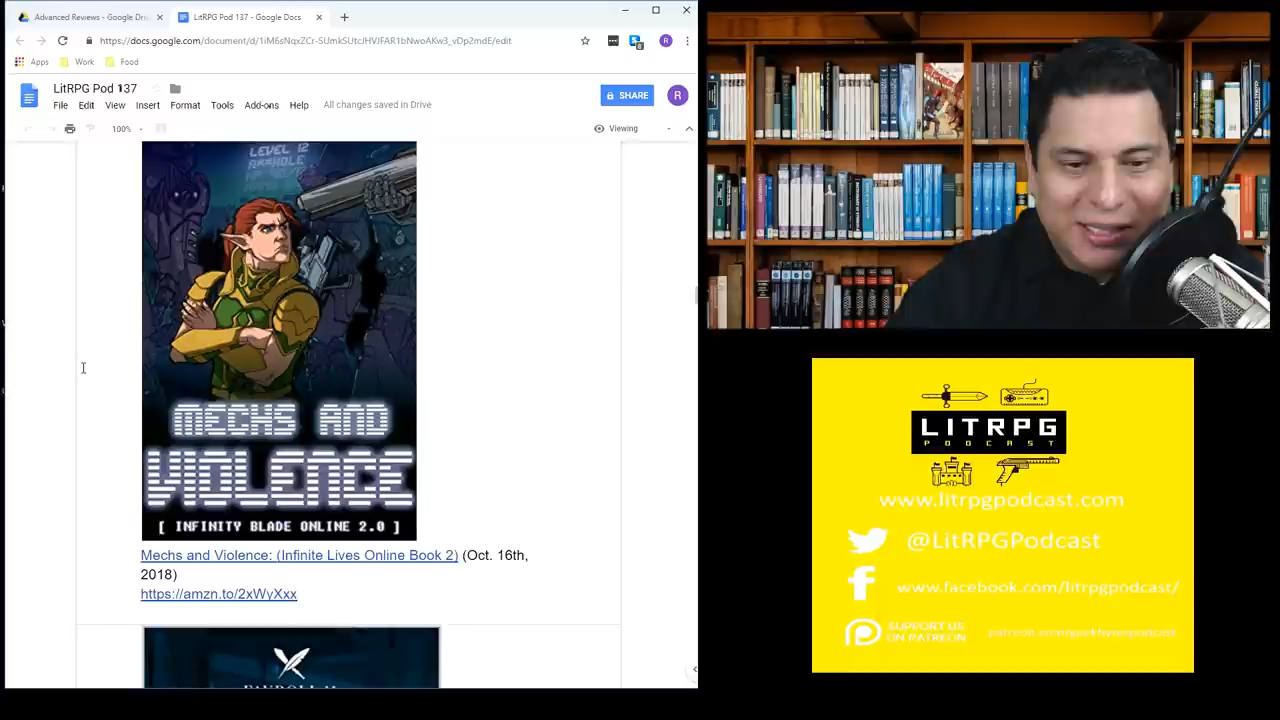 Advanced Reviews - Google Dri
LitRPG Pod 137 - Google Docs
https://docs.google.com/document/d/1iM6sNqxZCr-SUmkSUtcJHVJFAR1bNwoAKw3_vDp2mdE/edit
Apps
Work
Food
LitRPG Pod 137
File Edit View Insert Format Tools Add-ons Help All changes saved in Drive
SHARE
R
100%
Viewing
LEVEL 12
MECHS AND
VIOLENCE
[ INFINITY BLADE ONLINE 2.0 ]
Mechs and Violence: (Infinite Lives Online Book 2) (Oct. 16th,
2018)
https://amzn.to/2xWyXxx
LITRPG
PODCAST
www.litrpgpodcast.com
@LitRPGPodcast
www.facebook.com/litrpgpodcast/
SUPPORT US
ON PATREON